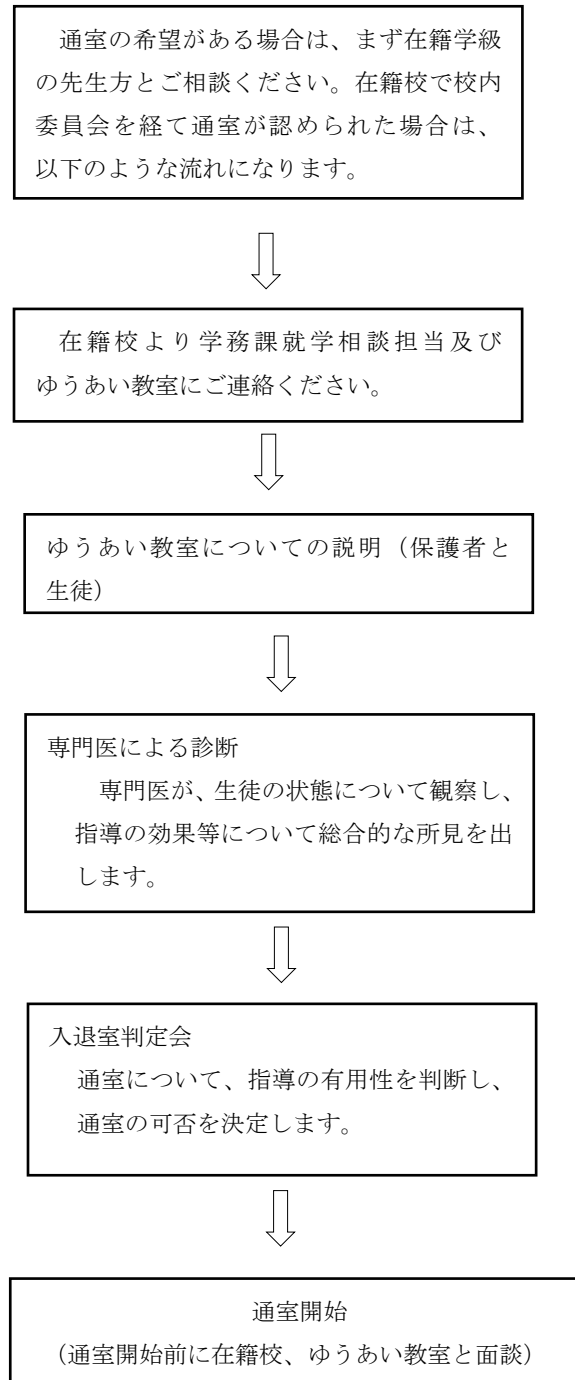 通室の希望がある場合は、まず在籍学級
の先生方とご相談ください。在籍校で校内
委員会を経て通室が認められた場合は、
以下のような流れになります。
在籍校より学務課就学相談担当及び
ゆうあい教室にご連絡ください。
ゆうあい教室についての説明（保護者と
生徒）
専門医による診断
専門医が、生徒の状態について観察し、
指導の効果等について総合的な所見を出
します。
入退室判定会
通室について、指導の有用性を判断し、
通室の可否を決定します。
通室開始
（通室開始前に在籍校、ゆうあい教室と面談）